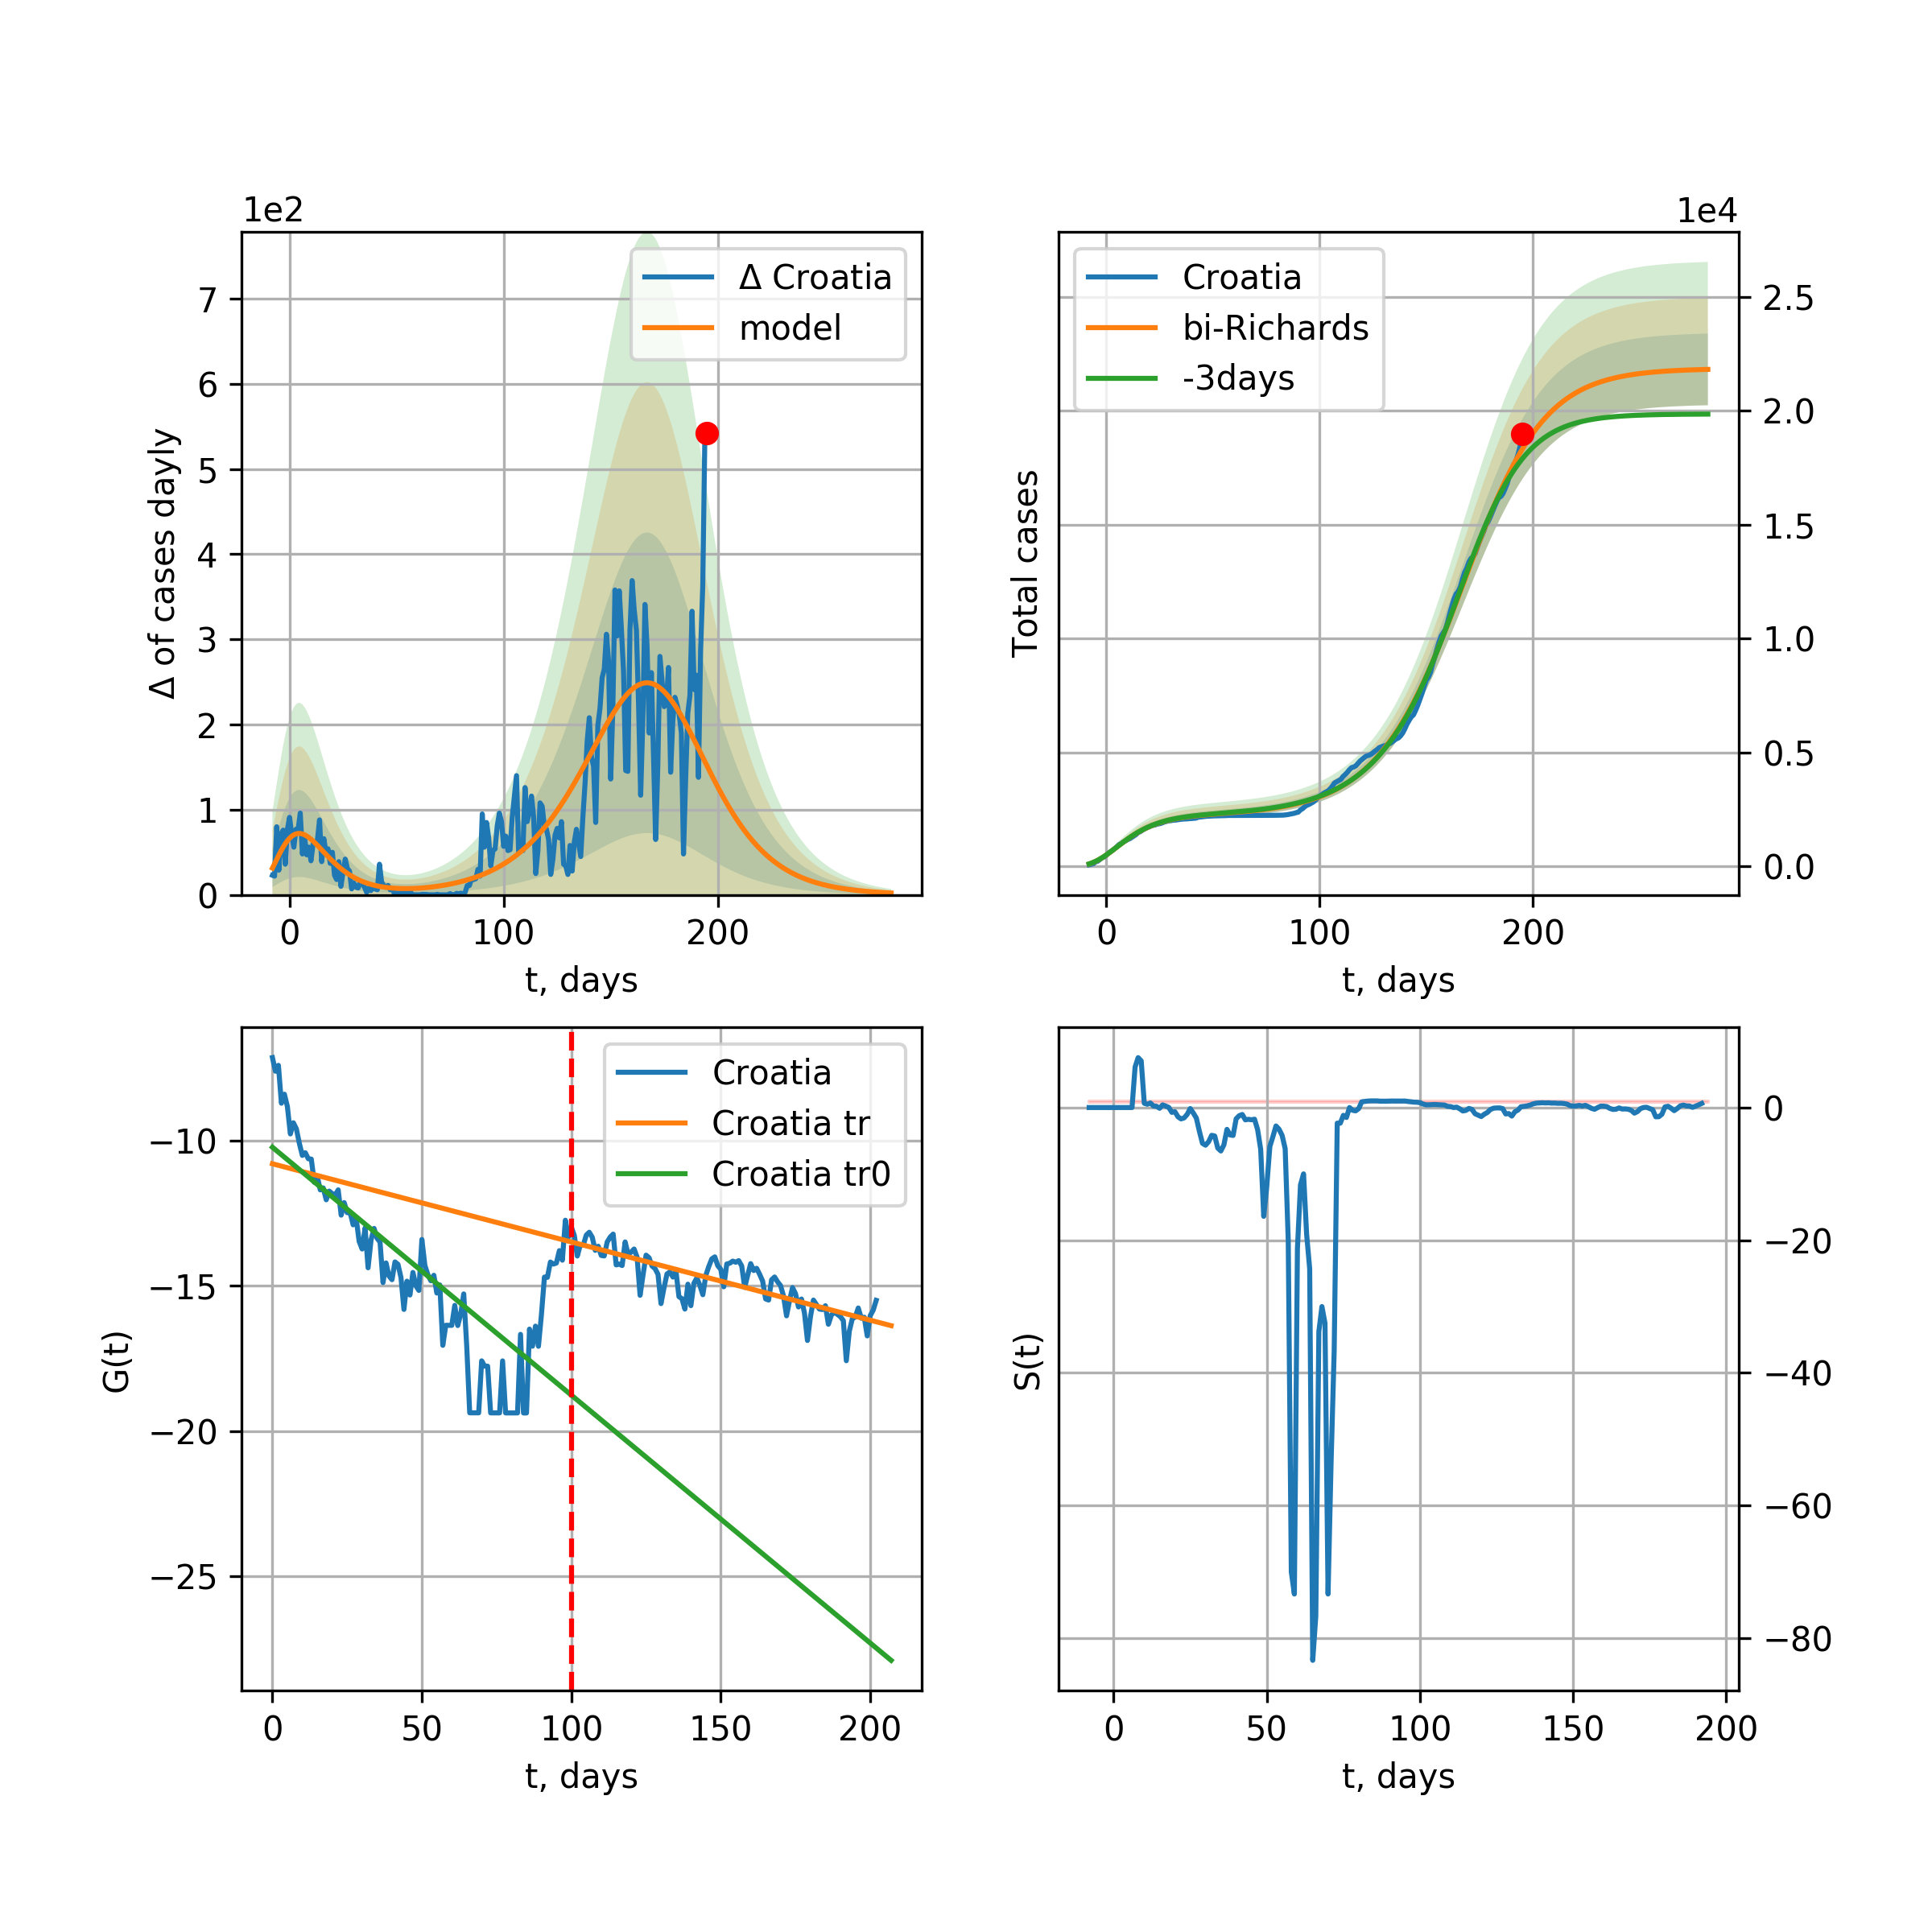 1e2
Δ of cases dayly
7
6
5
4
3
2
1
0
Δ Croatia
model
0
100
200
t, days
1e4
Total cases
Croatia
bi-Richards
-3days
2.5
2.0
1.5
1.0
0.5
0.0
0
100
200
t, days
G(t)
−10
−15
−20
−25
Croatia
Croatia tr
Croatia tr0
0
50
100
150
200
t, days
S(t)
0
−20
−40
−60
−80
0
50
100
150
200
t, days